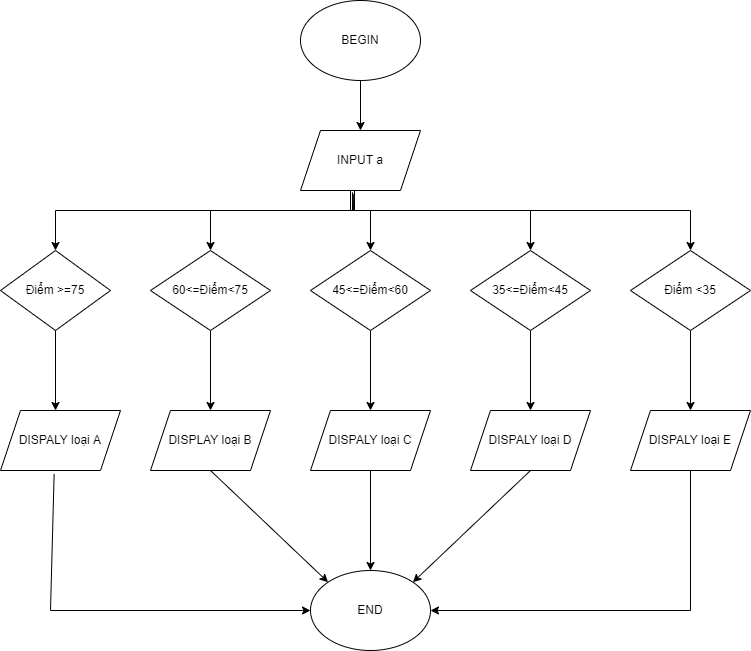 BEGIN
INPUT a
Điểm >=75
60<=Điểm<75
45<=Điểm<60
35<=Điểm<45
Điểm <35
DISPALY loại A
DISPLAY loại B
DISPALY loại C
DISPALY loại D
DISPALY loại E
END